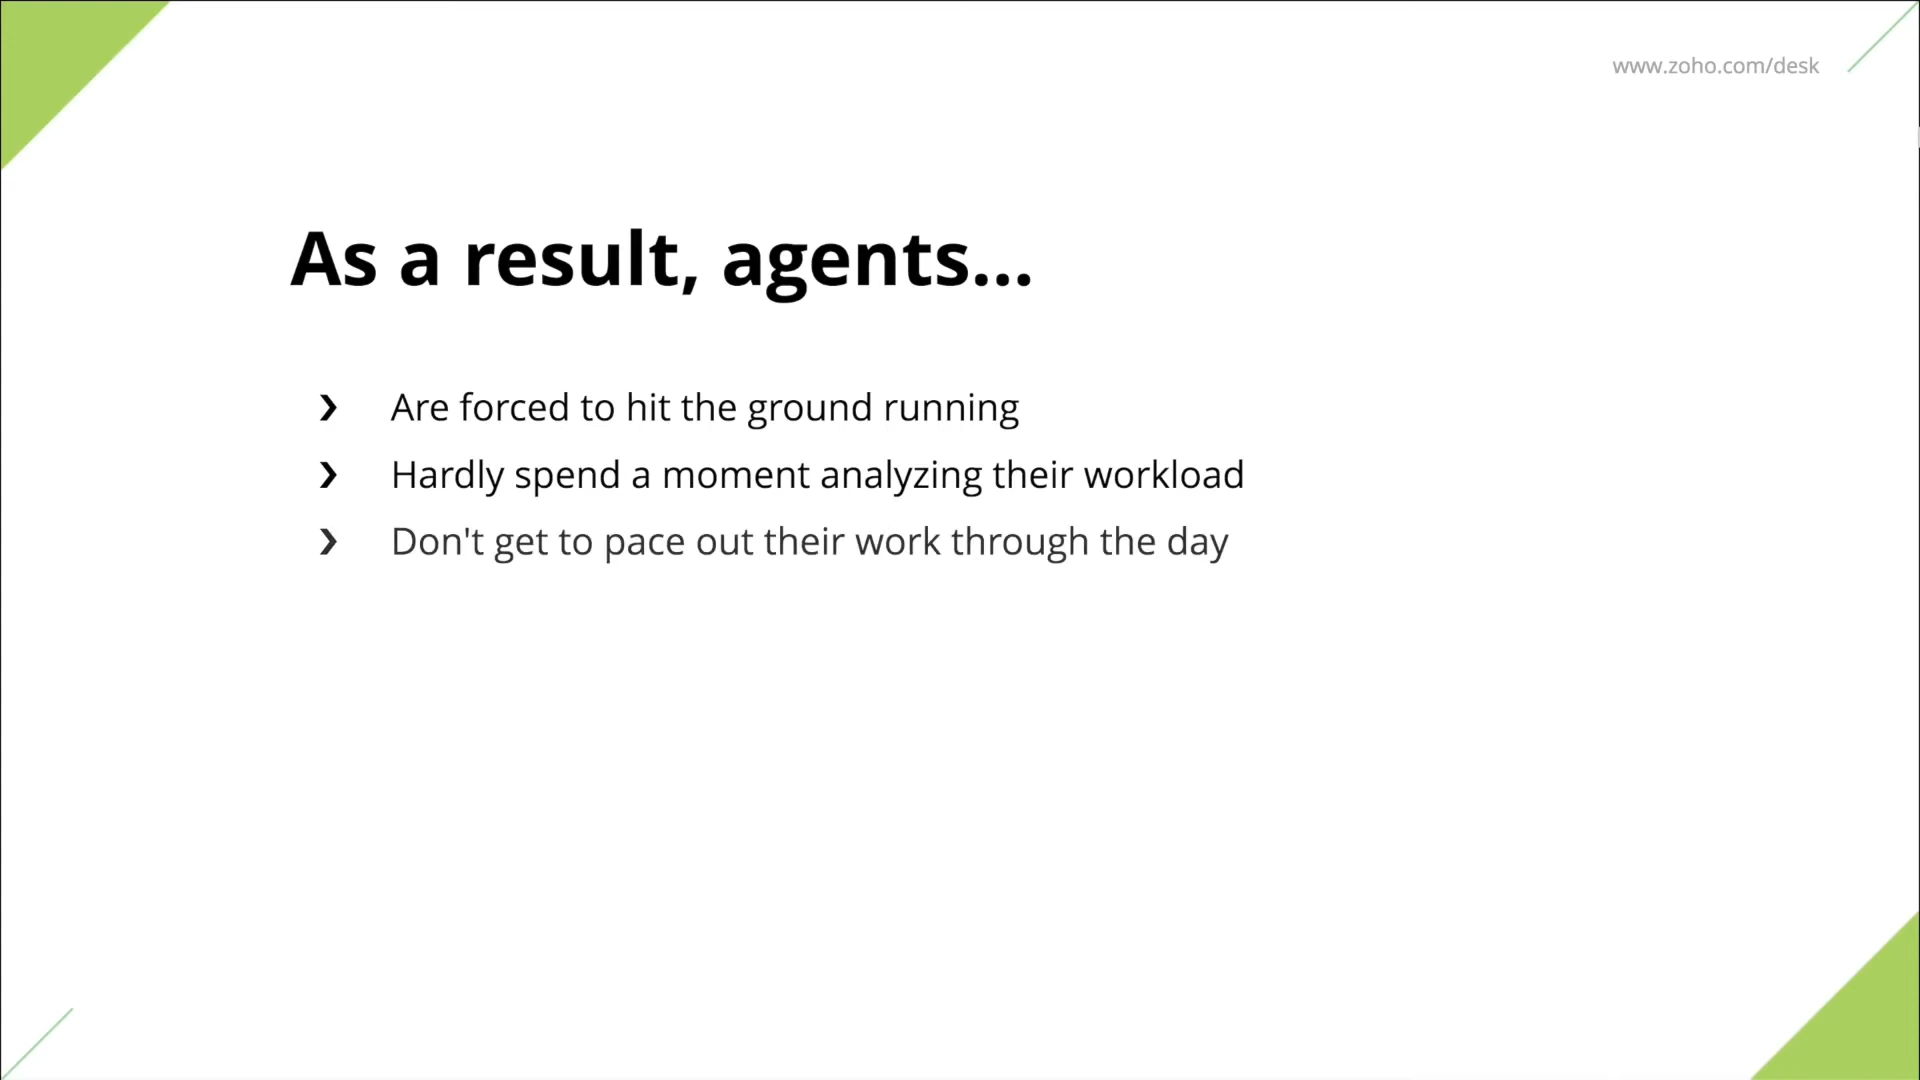 www.zoho.com/desk
As a result, agents...
❯ Are forced to hit the ground running
❯ Hardly spend a moment analyzing their workload
❯ Don't get to pace out their work through the day